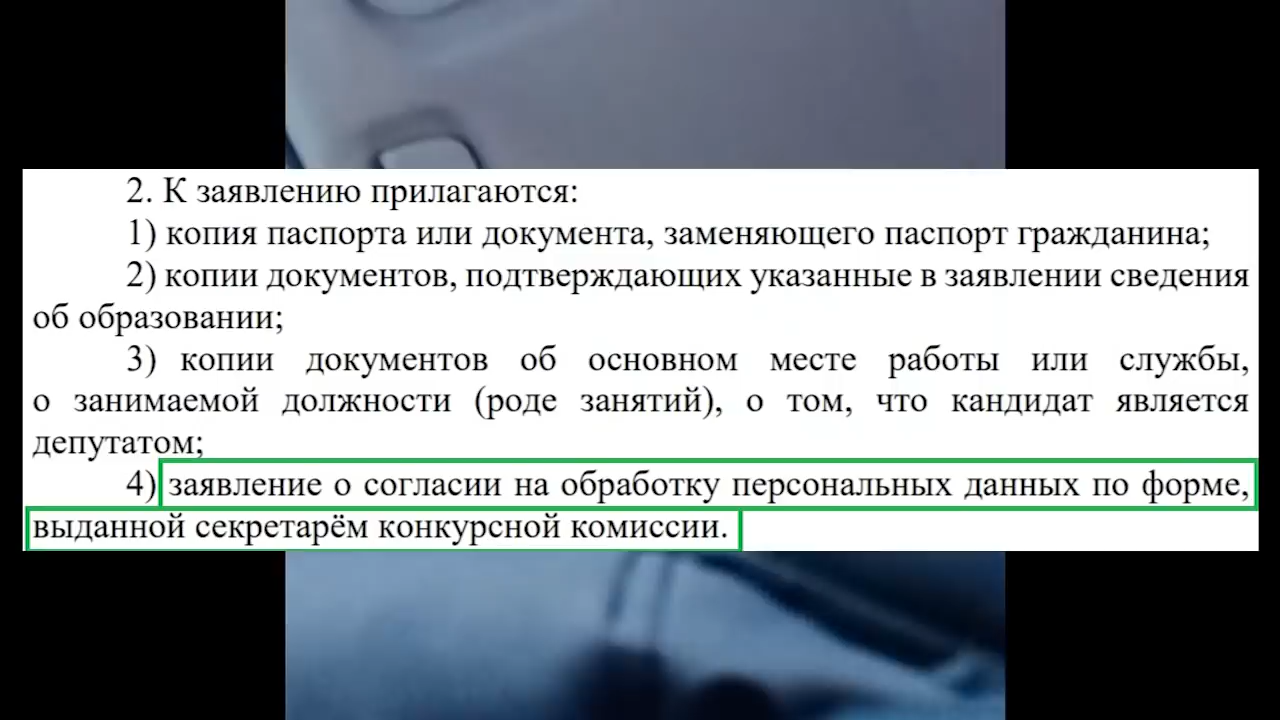 2. К заявлению прилагаются:
1) копия паспорта или документа, заменяющего паспорт гражданина;
2) копии документов, подтверждающих указанные в заявлении сведения
об образовании;
3) копии документов об основном месте работы или службы,
о занимаемой должности (роде занятий), о том, что кандидат является
депутатом;
4) заявление о согласии на обработку персональных данных по форме,
выданной секретарём конкурсной комиссии.